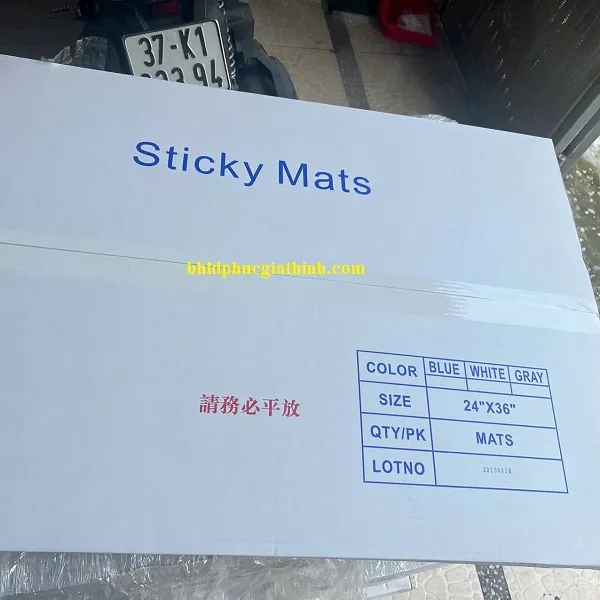 37-K1
Sticky Mats
bhldphucgiathinh.com
請務必平放
COLOR BLUE WHITE GRAY
SIZE 24"X36"
QTY/PK MATS
LOTNO